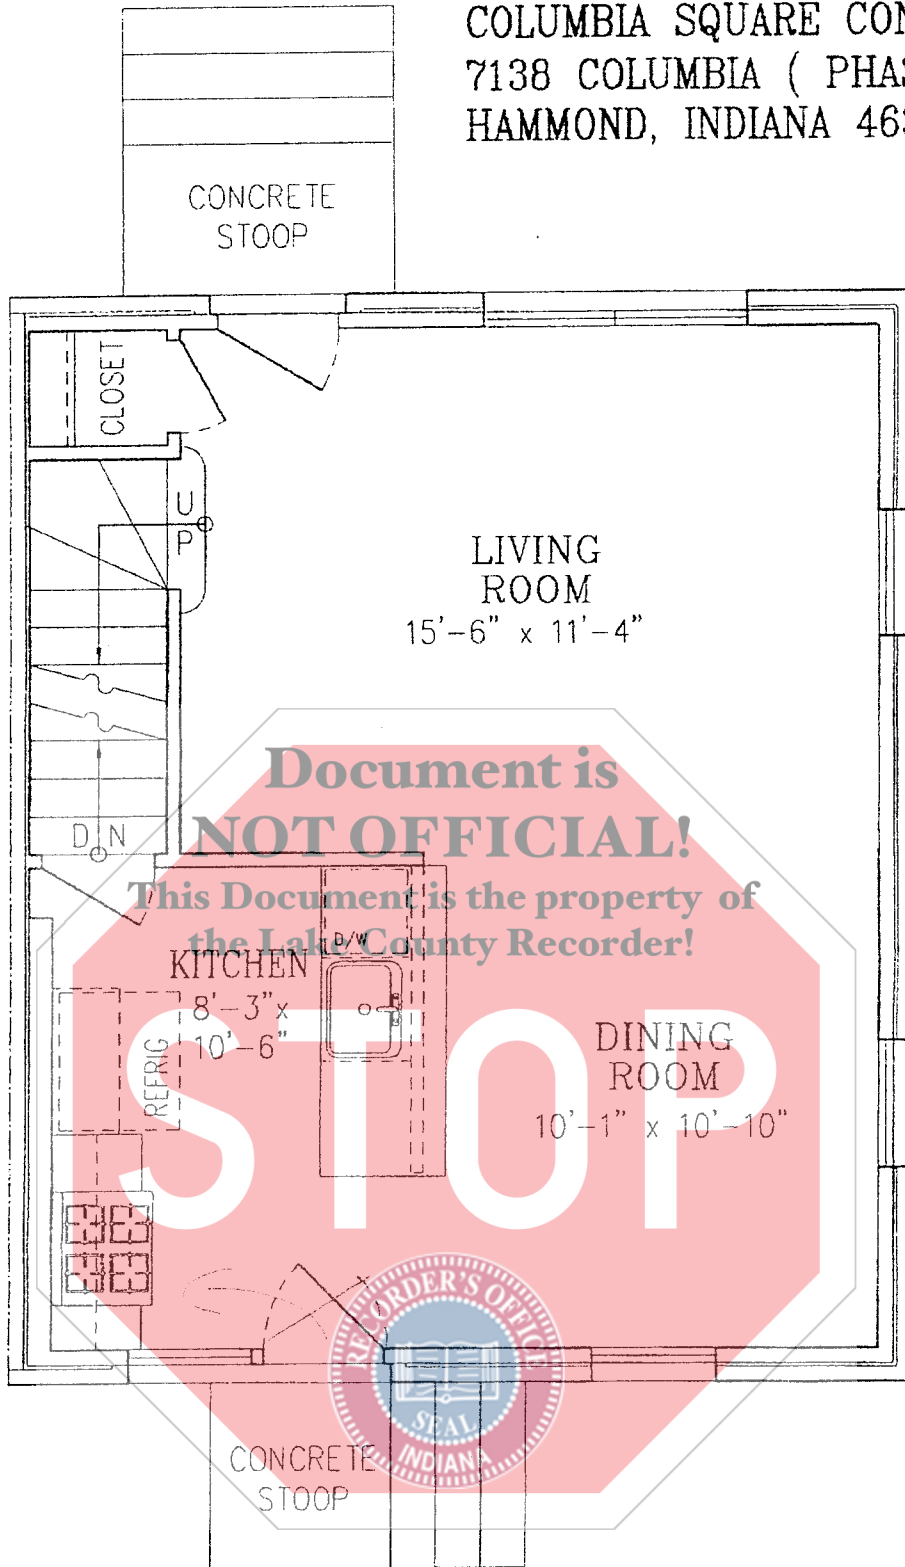 COLUMBIA SQUARE CON
7138 COLUMBIA ( PHAS
HAMMOND, INDIANA 463
CONCRETE
STOOP
CLOSET
UP
LIVING
ROOM
15'-6" x 11'-4"
Document is
NOT OFFICIAL!
DN
This Document is the property of
the Lake County Recorder!
D/W
KITCHEN
8'-3"x
10'-6"
REFRIG
STOP
DINING
ROOM
10'-1" x 10'-10"
RECORDER'S OFFICE
SEAL
INDIANA
CONCRETE
STOOP